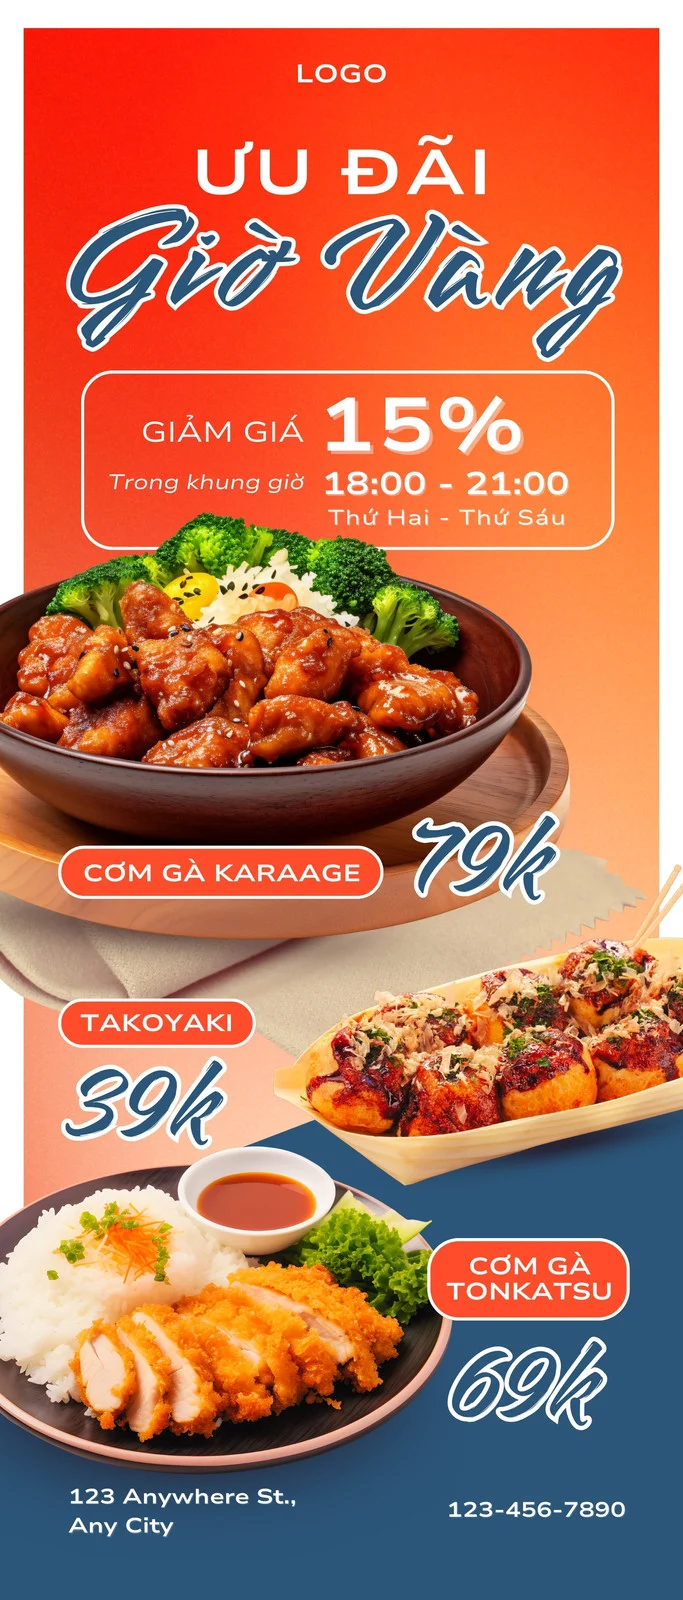 LOGO
ƯU ĐÃI
Giờ Vàng
GIẢM GIÁ 15%
Trong khung giờ 18:00 - 21:00
Thứ Hai - Thứ Sáu
CƠM GÀ KARAAGE 79k
TAKOYAKI
39k
CƠM GÀ
TONKATSU
69k
123 Anywhere St.,
Any City
123-456-7890